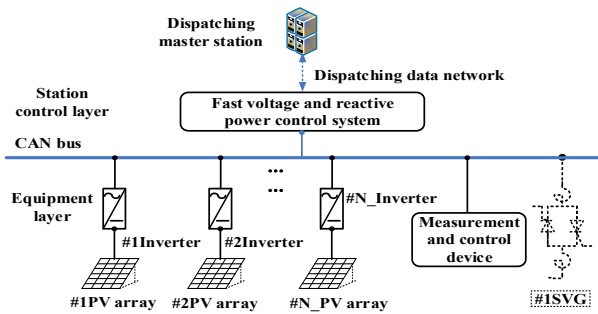 Dispatching
master station
Dispatching data network
Station
control layer
Fast voltage and reactive
power control system
CAN bus
...
...
Equipment
layer
#N_Inverter
#1Inverter
#2Inverter
Measurement
and control
device
#1PV array
#2PV array
#N_PV array
#1SVG